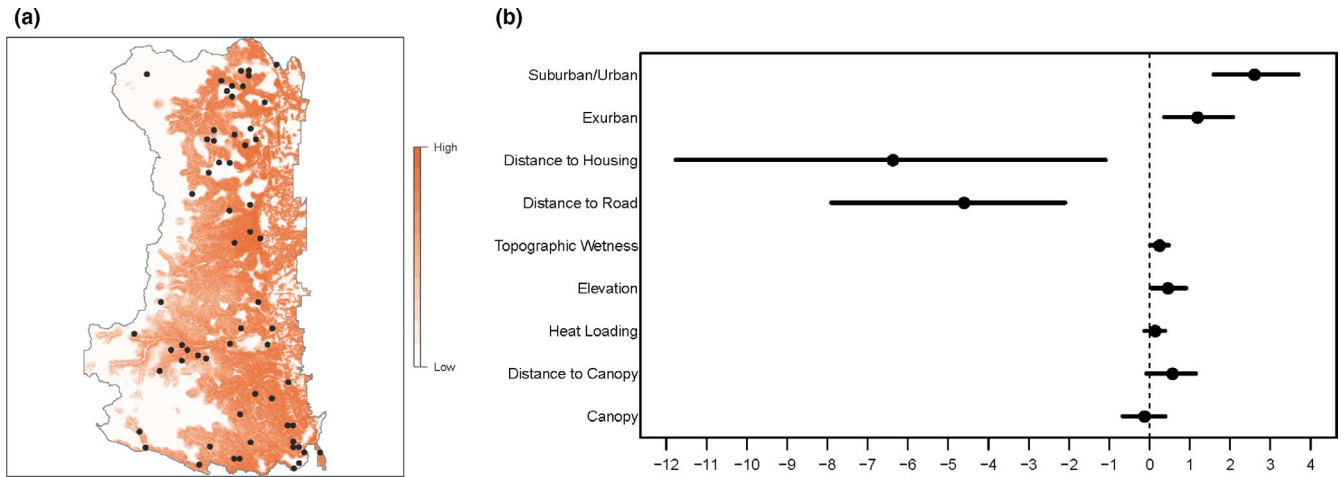 (a)
High
Low
(b)
Suburban/Urban
Exurban
Distance to Housing
Distance to Road
Topographic Wetness
Elevation
Heat Loading
Distance to Canopy
Canopy
−12 −11 −10 −9 −8 −7 −6 −5 −4 −3 −2 −1 0 1 2 3 4